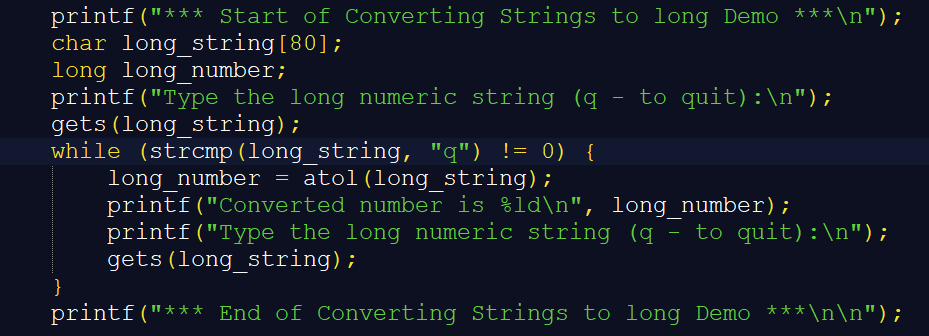 printf("*** Start of Converting Strings to long Demo ***\n");
char long_string[80];
long long_number;
printf("Type the long numeric string (q - to quit):\n");
gets(long_string);
while (strcmp(long_string, "q") != 0) {
    long_number = atol(long_string);
    printf("Converted number is %ld\n", long_number);
    printf("Type the long numeric string (q - to quit):\n");
    gets(long_string);
}
printf("*** End of Converting Strings to long Demo ***\n\n");